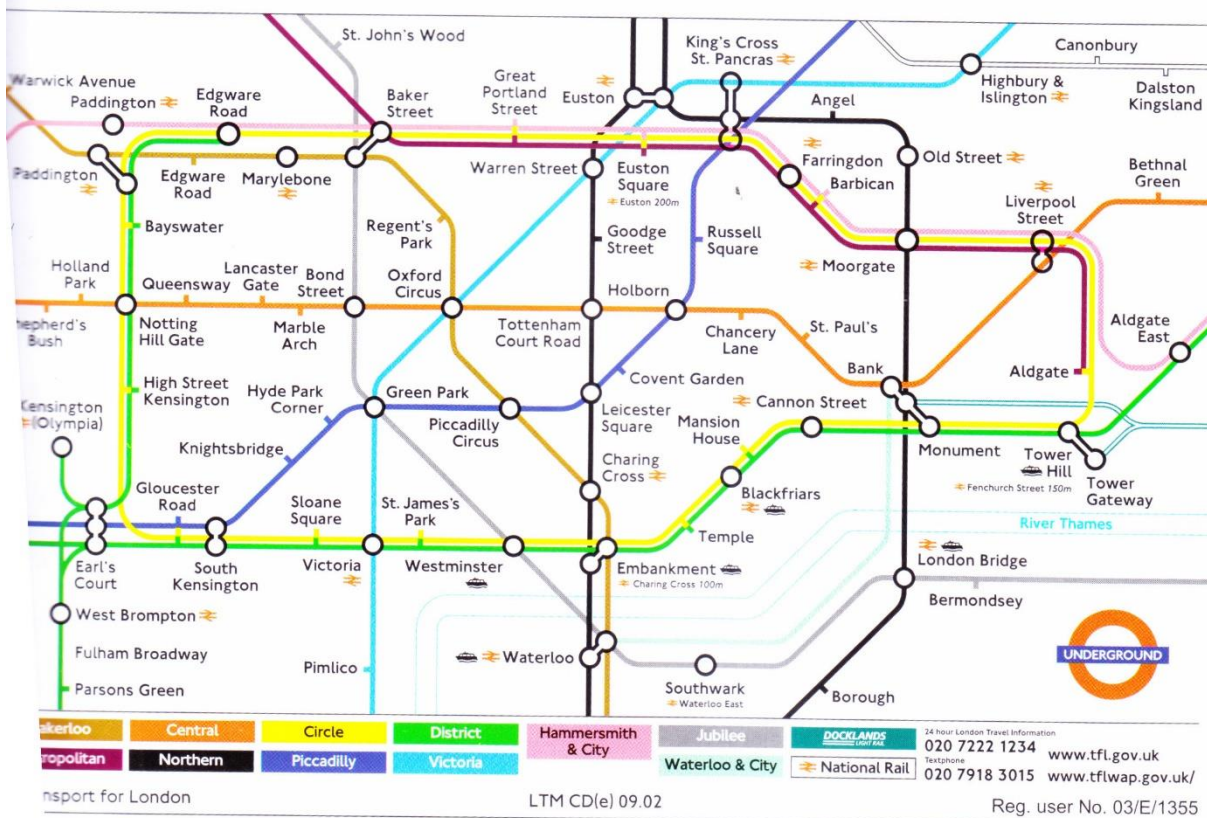 St. John's Wood
King's Cross
St. Pancras
Canonbury
Warwick Avenue
Paddington
Edgware
Road
Baker
Street
Great
Portland
Street
Euston
Angel
Highbury &
Islington
Dalston
Kingsland
Paddington
Edgware
Road
Marylebone
Warren Street
Euston
Square
Euston 200m
Farringdon
Barbican
Old Street
Liverpool
Street
Bethnal
Green
Bayswater
Regent's
Park
Goodge
Street
Russell
Square
Moorgate
Holland
Park
Queensway
Lancaster
Gate
Bond
Street
Oxford
Circus
Holborn
Notting
Hill Gate
Marble
Arch
Tottenham
Court Road
Chancery
Lane
St. Paul's
Aldgate
East
hepherd's
Bush
High Street
Kensington
Hyde Park
Corner
Green Park
Covent Garden
Bank
Aldgate
Kensington
(Olympia)
Knightsbridge
Piccadilly
Circus
Leicester
Square
Cannon Street
Mansion
House
Monument
Tower
Hill
Fenchurch Street 150m
Tower
Gateway
Gloucester
Road
Sloane
Square
St. James's
Park
Charing
Cross
Blackfriars
Temple
River Thames
Earl's
Court
South
Kensington
Victoria
Westminster
Embankment
Charing Cross 100m
London Bridge
Bermondsey
West Brompton
Fulham Broadway
Parsons Green
Pimlico
Waterloo
Southwark
Waterloo East
Borough
UNDERGROUND
akerloo
Central
Circle
District
Hammersmith
& City
Jubilee
DOCKLANDS
LIGHT RAIL
24 hour London Travel Information
020 7222 1234
www.tfl.gov.uk
tropolitan
Northern
Piccadilly
Victoria
Waterloo & City
National Rail
Textphone
020 7918 3015
www.tflwap.gov.uk/
nsport for London
LTM CD(e) 09.02
Reg. user No. 03/E/1355